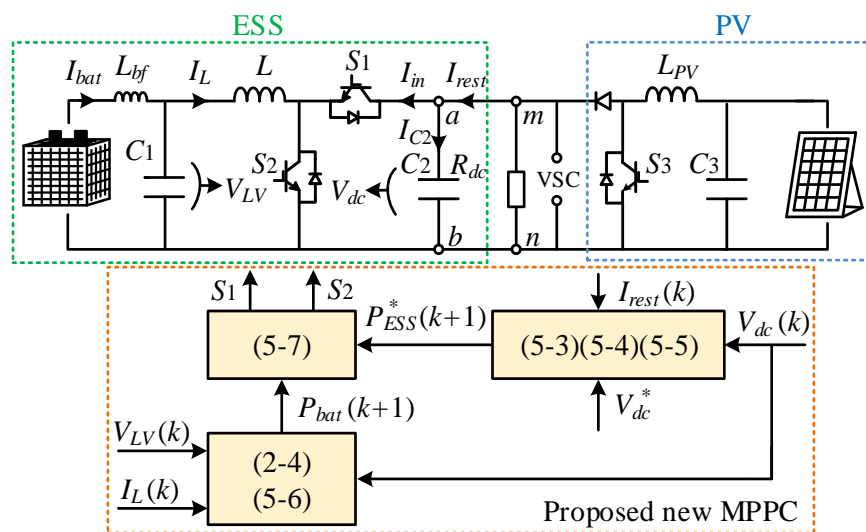 ESS
PV
I_bat
L_bf
I_L
L
S1
I_in
I_rest
L_PV
a
m
I_C2
C1
S2
C2
R_dc
S3
C3
V_LV
V_dc
VSC
b
n
S1
S2
P*_ESS(k+1)
I_rest(k)
V_dc(k)
(5-7)
(5-3)(5-4)(5-5)
P_bat(k+1)
V_dc*
V_LV(k)
(2-4)
I_L(k)
(5-6)
Proposed new MPPC